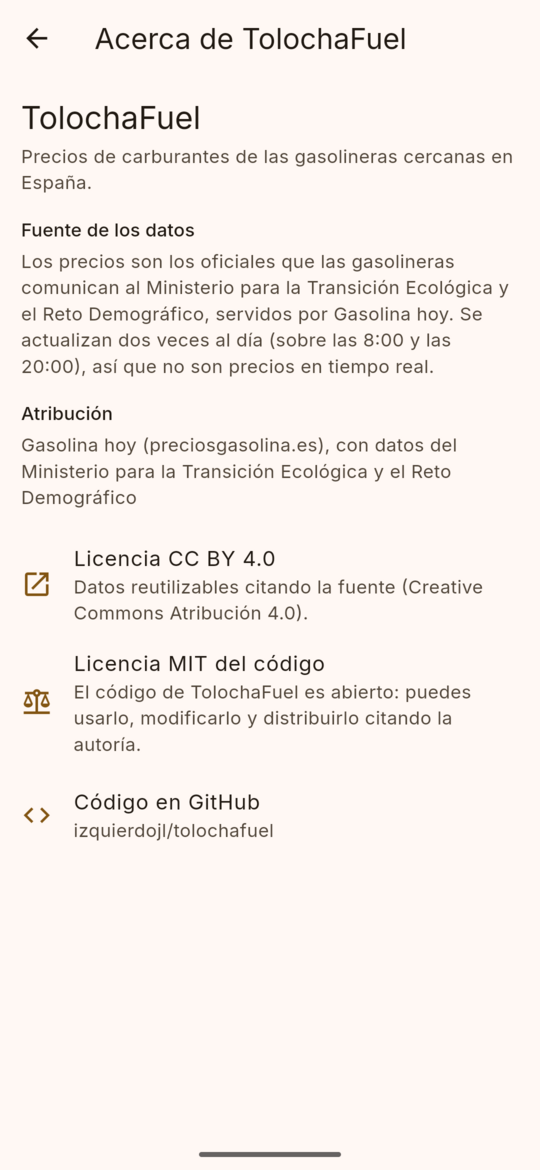 Acerca de TolochaFuel
TolochaFuel
Precios de carburantes de las gasolineras cercanas en
España.
Fuente de los datos
Los precios son los oficiales que las gasolineras
comunican al Ministerio para la Transición Ecológica y
el Reto Demográfico, servidos por Gasolina hoy. Se
actualizan dos veces al día (sobre las 8:00 y las
20:00), así que no son precios en tiempo real.
Atribución
Gasolina hoy (preciosgasolina.es), con datos del
Ministerio para la Transición Ecológica y el Reto
Demográfico
Licencia CC BY 4.0
Datos reutilizables citando la fuente (Creative
Commons Atribución 4.0).
Licencia MIT del código
El código de TolochaFuel es abierto: puedes
usarlo, modificarlo y distribuirlo citando la
autoría.
Código en GitHub
izquierdojl/tolochafuel